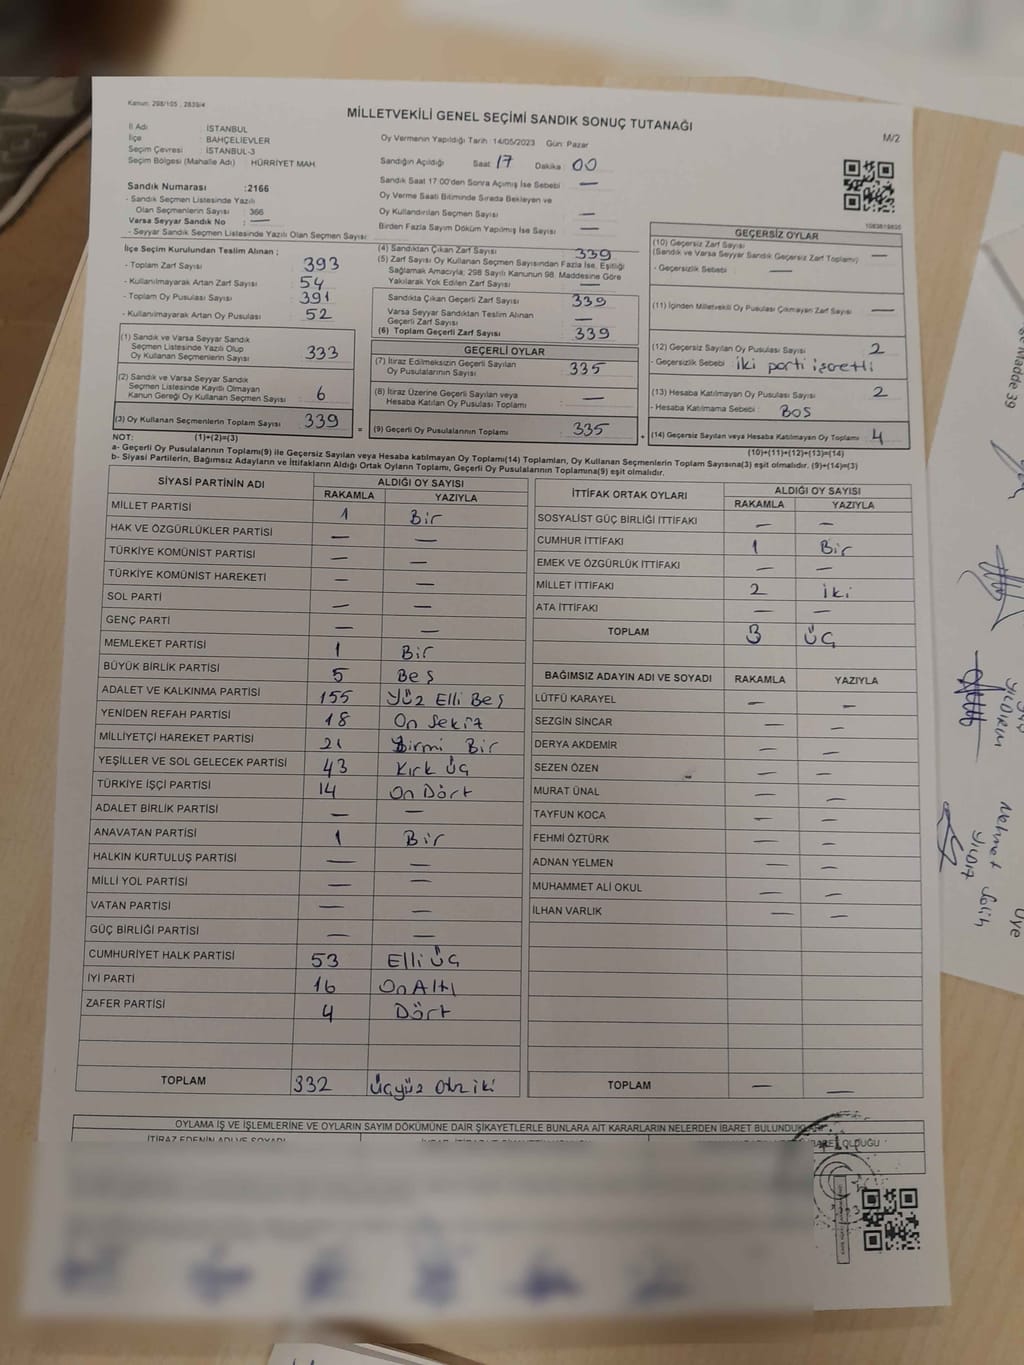 Kanun: 298/105 , 2839/4
MİLLETVEKİLİ GENEL SEÇİMİ SANDIK SONUÇ TUTANAĞI
M/2
İl Adı : İSTANBUL
İlçe : BAHÇELİEVLER
Seçim Çevresi : İSTANBUL-3
Seçim Bölgesi (Mahalle Adı) : HÜRRİYET MAH.
Oy Vermenin Yapıldığı Tarih :14/05/2023 Gün: Pazar
Sandığın Açıldığı Saat 17 Dakika : 00
Sandık Saat 17:00'den Sonra Açımış İse Sebebi —
Oy Verme Saati Bitiminde Sırada Bekleyen ve
Oy Kullandırılan Seçmen Sayısı —
Birden Fazla Sayım Döküm Yapılmış İse Sayısı —
Sandık Numarası :2166
- Sandık Seçmen Listesinde Yazılı
Olan Seçmenlerin Sayısı : 366
Varsa Seyyar Sandık No : —
- Seyyar Sandık Seçmen Listesinde Yazılı Olan Seçmen Sayısı:
İlçe Seçim Kurulundan Teslim Alınan ;
- Toplam Zarf Sayısı : 393
- Kullanılmayarak Artan Zarf Sayısı : 54
- Toplam Oy Pusulası Sayısı : 391
- Kullanılmayarak Artan Oy Pusulası : 52
(1) Sandık ve Varsa Seyyar Sandık
Seçmen Listesinde Yazılı Olup
Oy Kullanan Seçmenlerin Sayısı : 333
(2) Sandık ve Varsa Seyyar Sandık
Seçmen Listesinde Kayıtlı Olmayan
Kanun Gereği Oy Kullanan Seçmen Sayısı : 6
(3) Oy Kullanan Seçmenlerin Toplam Sayısı : 339
(4) Sandıktan Çıkan Zarf Sayısı : 339
(5) Zarf Sayısı Oy Kullanan Seçmen Sayısından Fazla İse, Eşitliği
Sağlamak Amacıyla; 298 Sayılı Kanunun 98. Maddesine Göre
Yakılarak Yok Edilen Zarf Sayısı : —
Sandıkta Çıkan Geçerli Zarf Sayısı : 339
Varsa Seyyar Sandıktan Teslim Alınan
Geçerli Zarf Sayısı : —
(6) Toplam Geçerli Zarf Sayısı : 339
GEÇERLİ OYLAR
(7) İtiraz Edilmeksizin Geçerli Sayılan
Oy Pusulalarının Sayısı : 335
(8) İtiraz Üzerine Geçerli Sayılan veya
Hesaba Katılan Oy Pusulası Toplamı : —
= (9) Geçerli Oy Pusulalarının Toplamı : 335
GEÇERSİZ OYLAR
(10) Geçersiz Zarf Sayısı
(Sandık ve Varsa Seyyar Sandık Geçersiz Zarf Toplamı) : —
- Geçersizlik Sebebi : —
(11) İçinden Milletvekili Oy Pusulası Çıkmayan Zarf Sayısı : —
(12) Geçersiz Sayılan Oy Pusulası Sayısı : 2
- Geçersizlik Sebebi : iki parti işaretli
(13) Hesaba Katılmayan Oy Pusulası Sayısı : 2
- Hesaba Katılmama Sebebi : BOŞ
+ (14) Geçersiz Sayılan veya Hesaba Katılmayan Oy Toplamı : 4
NOT: (1)+(2)=(3)
(10)+(11)+(12)+(13)=(14)
a- Geçerli Oy Pusulalarının Toplamı(9) ile Geçersiz Sayılan veya Hesaba katılmayan Oy Toplamı(14) Toplamları, Oy Kullanan Seçmenlerin Toplam Sayısına(3) eşit olmalıdır. (9)+(14)=(3)
b- Siyasi Partilerin, Bağımsız Adayların ve İttifakların Aldığı Ortak Oyların Toplamı, Geçerli Oy Pusulalarının Toplamına(9) eşit olmalıdır.
SİYASİ PARTİNİN ADI ALDIĞI OY SAYISI
RAKAMLA YAZIYLA
MİLLET PARTİSİ 1 Bir
HAK VE ÖZGÜRLÜKLER PARTİSİ — —
TÜRKİYE KOMÜNİST PARTİSİ — —
TÜRKİYE KOMÜNİST HAREKETİ — —
SOL PARTİ — —
GENÇ PARTİ — —
MEMLEKET PARTİSİ 1 Bir
BÜYÜK BİRLİK PARTİSİ 5 Beş
ADALET VE KALKINMA PARTİSİ 155 Yüz Elli Beş
YENİDEN REFAH PARTİSİ 18 On Sekiz
MİLLİYETÇİ HAREKET PARTİSİ 21 Yirmi Bir
YEŞİLLER VE SOL GELECEK PARTİSİ 43 Kırk Üç
TÜRKİYE İŞÇİ PARTİSİ 14 On Dört
ADALET BİRLİK PARTİSİ — —
ANAVATAN PARTİSİ 1 Bir
HALKIN KURTULUŞ PARTİSİ — —
MİLLİ YOL PARTİSİ — —
VATAN PARTİSİ — —
GÜÇ BİRLİĞİ PARTİSİ — —
CUMHURİYET HALK PARTİSİ 53 Elli Üç
İYİ PARTİ 16 On Altı
ZAFER PARTİSİ 4 Dört
TOPLAM 332 Üçyüz Otuz iki
İTTİFAK ORTAK OYLARI ALDIĞI OY SAYISI
RAKAMLA YAZIYLA
SOSYALİST GÜÇ BİRLİĞİ İTTİFAKI — —
CUMHUR İTTİFAKI 1 Bir
EMEK VE ÖZGÜRLÜK İTTİFAKI — —
MİLLET İTTİFAKI 2 İki
ATA İTTİFAKI — —
TOPLAM 3 Üç
BAĞIMSIZ ADAYIN ADI VE SOYADI RAKAMLA YAZIYLA
LÜTFÜ KARAYEL — —
SEZGİN SİNCAR — —
DERYA AKDEMİR — —
SEZEN ÖZEN — —
MURAT ÜNAL — —
TAYFUN KOCA — —
FEHMİ ÖZTÜRK — —
ADNAN YELMEN — —
MUHAMMET ALİ OKUL — —
İLHAN VARLIK — —
TOPLAM — —
OYLAMA İŞ VE İŞLEMLERİNE VE OYLARIN SAYIM DÖKÜMÜNE DAİR ŞİKAYETLERLE BUNLARA AİT KARARLARIN NELERDEN İBARET BULUNDUĞU
İTİRAZ EDENİN ADI VE SOYADI
OLDUĞU
Madde 39
YILDIRIM
Mehmet Salih
YILDIZ
Üye